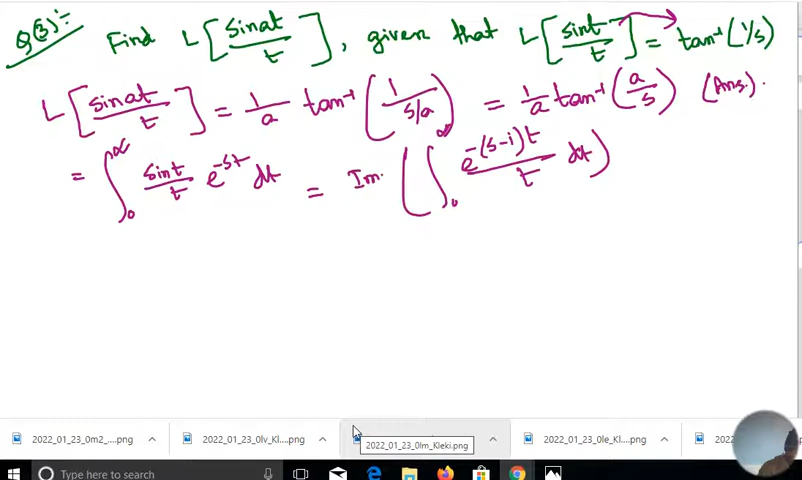 Q(3):- Find L[sinat/t], given that L[sint/t] = tan⁻¹(1/s)
L[sinat/t] = 1/a tan⁻¹(1/s/a) = 1/a tan⁻¹(a/s) (Ans).
= ∫₀^∞ sint/t e^-st dt = Im. (∫₀^∞ e^-(s-i)t/t dt)
2022_01_23_0m2_....png 2022_01_23_0lv_Kl....png 2022_01_23_0le_Kl....png 2022_01_23_0
2022_01_23_0lm_Kleki.png
Type here to search